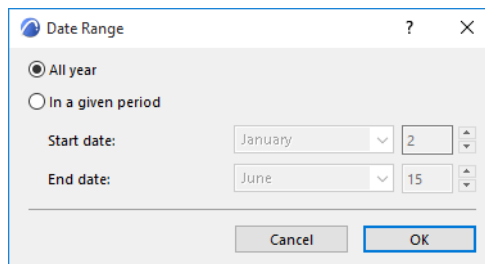 Date Range ?
All year
In a given period
Start date: January 2
End date: June 15
Cancel OK